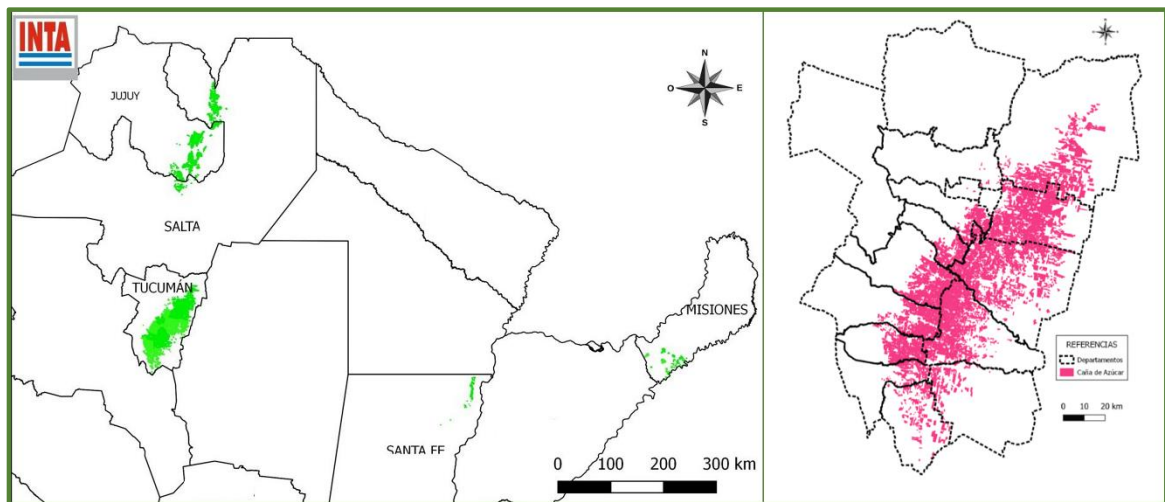 INTA
JUJUY
SALTA
TUCUMÁN
MISIONES
SANTA FE
N
O E
S
0 100 200 300 km
REFERENCIAS
Departamentos
Caña de Azúcar
0 10 20 km